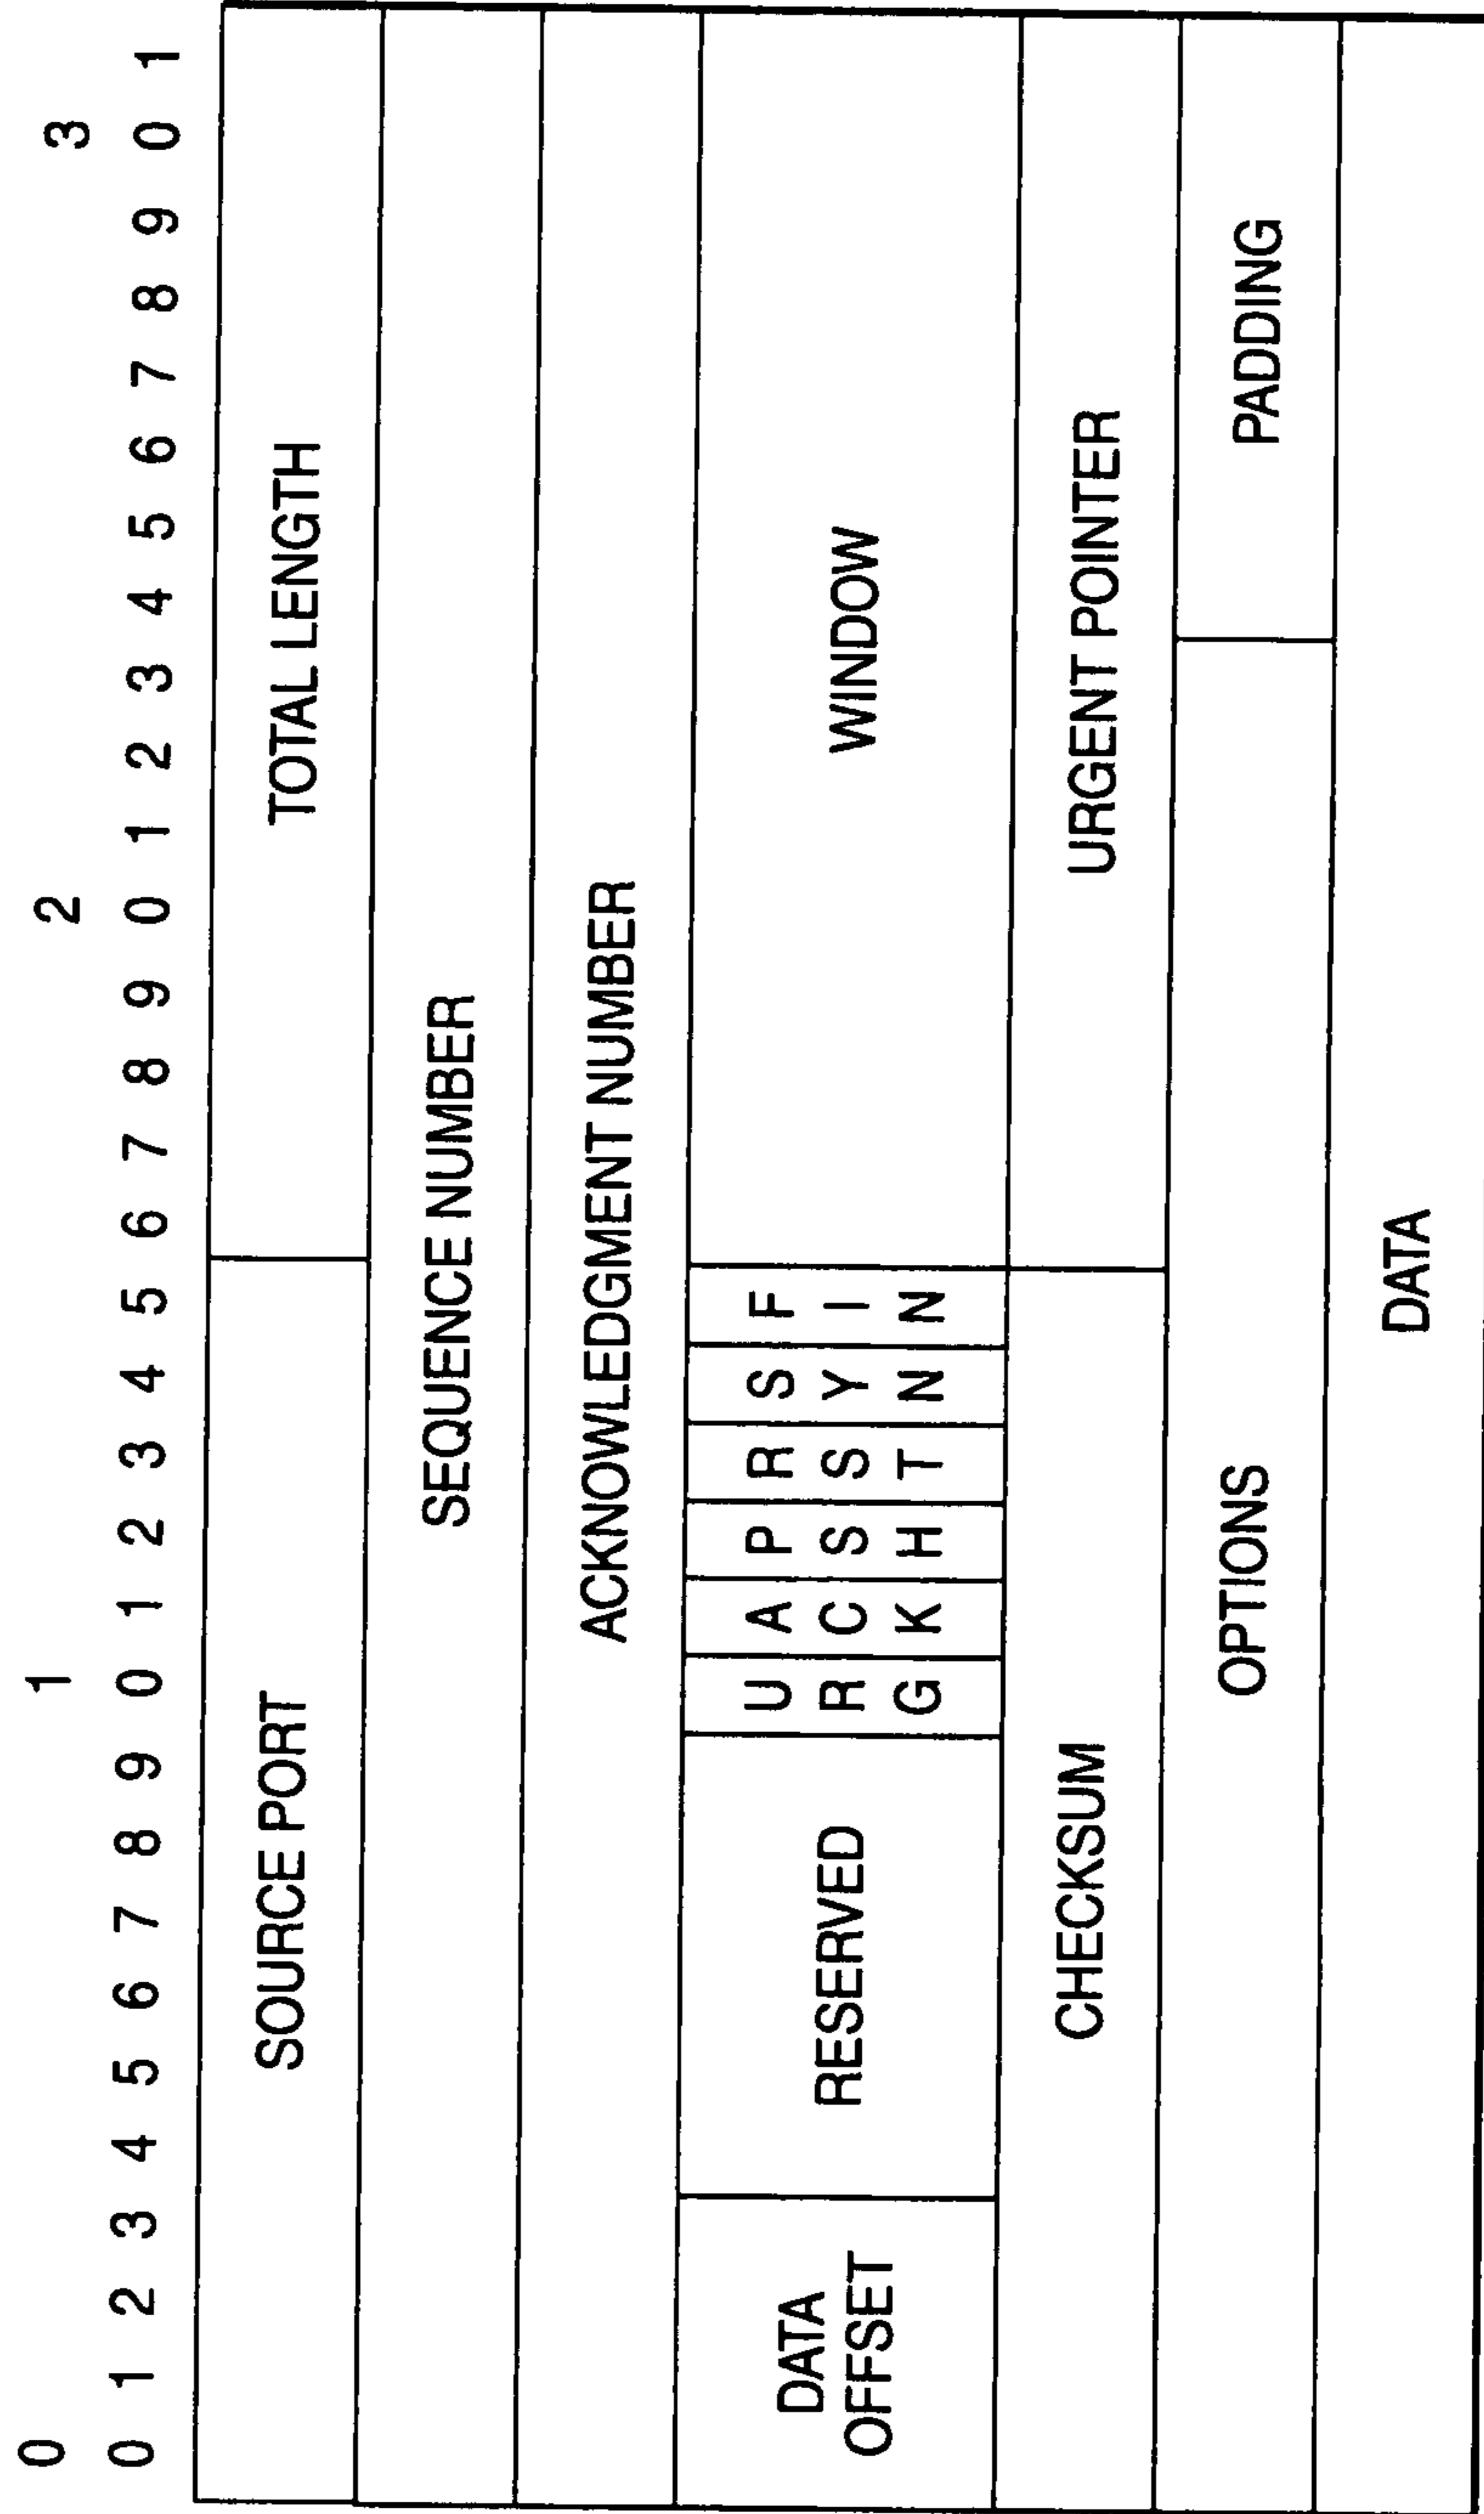 0 1 2 3
0 1 2 3 4 5 6 7 8 9 0 1 2 3 4 5 6 7 8 9 0 1 2 3 4 5 6 7 8 9 0 1
SOURCE PORT TOTAL LENGTH
SEQUENCE NUMBER
ACKNOWLEDGMENT NUMBER
DATA OFFSET RESERVED URG ACK PSH RST SYN FIN WINDOW
CHECKSUM URGENT POINTER
OPTIONS PADDING
DATA